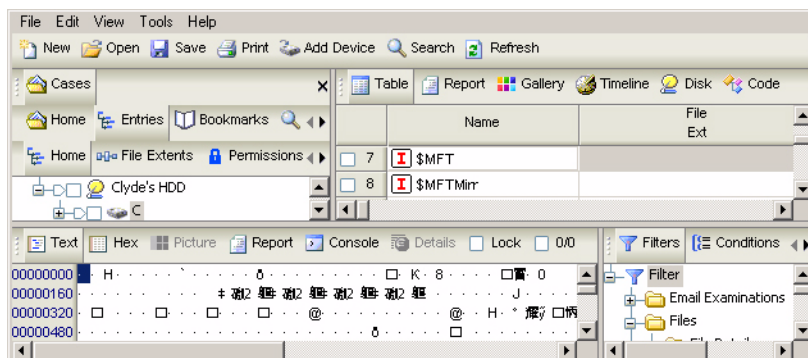 File Edit View Tools Help
New Open Save Print Add Device Search Refresh
Cases
Table Report Gallery Timeline Disk Code
Home Entries Bookmarks
Name
File Ext
Home File Extents Permissions
7 $MFT
8 $MFTMirr
Clyde's HDD
C
Text Hex Picture Report Console Details Lock 0/0
Filters Conditions
00000000
00000160
00000320
00000480
Filter
Email Examinations
Files